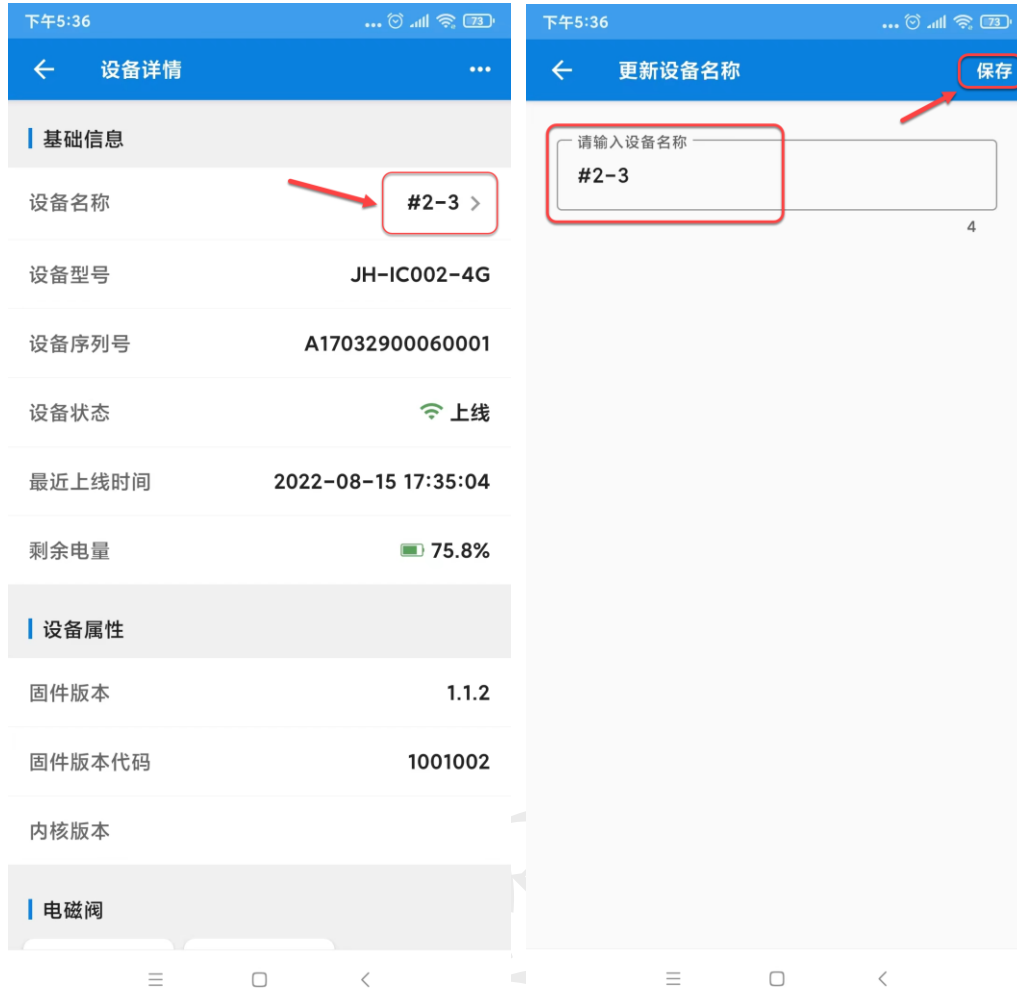 下午5:36
... 73
设备详情
...
基础信息
设备名称 #2-3
设备型号 JH-IC002-4G
设备序列号 A17032900060001
设备状态 上线
最近上线时间 2022-08-15 17:35:04
剩余电量 75.8%
设备属性
固件版本 1.1.2
固件版本代码 1001002
内核版本
电磁阀
下午5:36
... 73
更新设备名称 保存
请输入设备名称
#2-3
4